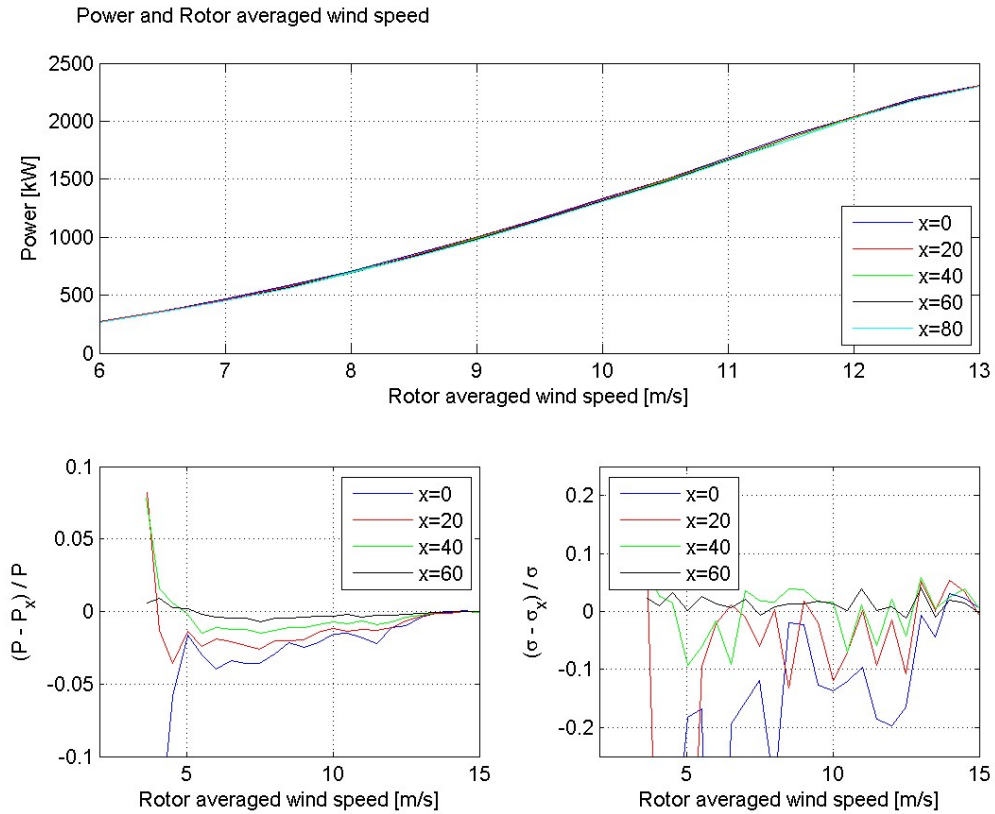 Power and Rotor averaged wind speed
2500
2000
1500
1000
500
0
Power [kW]
6 7 8 9 10 11 12 13
Rotor averaged wind speed [m/s]
x=0
x=20
x=40
x=60
x=80
0.1
0.05
0
-0.05
-0.1
(P - Px) / P
5 10 15
Rotor averaged wind speed [m/s]
x=0
x=20
x=40
x=60
0.2
0.1
0
-0.1
-0.2
(σ - σx) / σ
5 10 15
Rotor averaged wind speed [m/s]
x=0
x=20
x=40
x=60